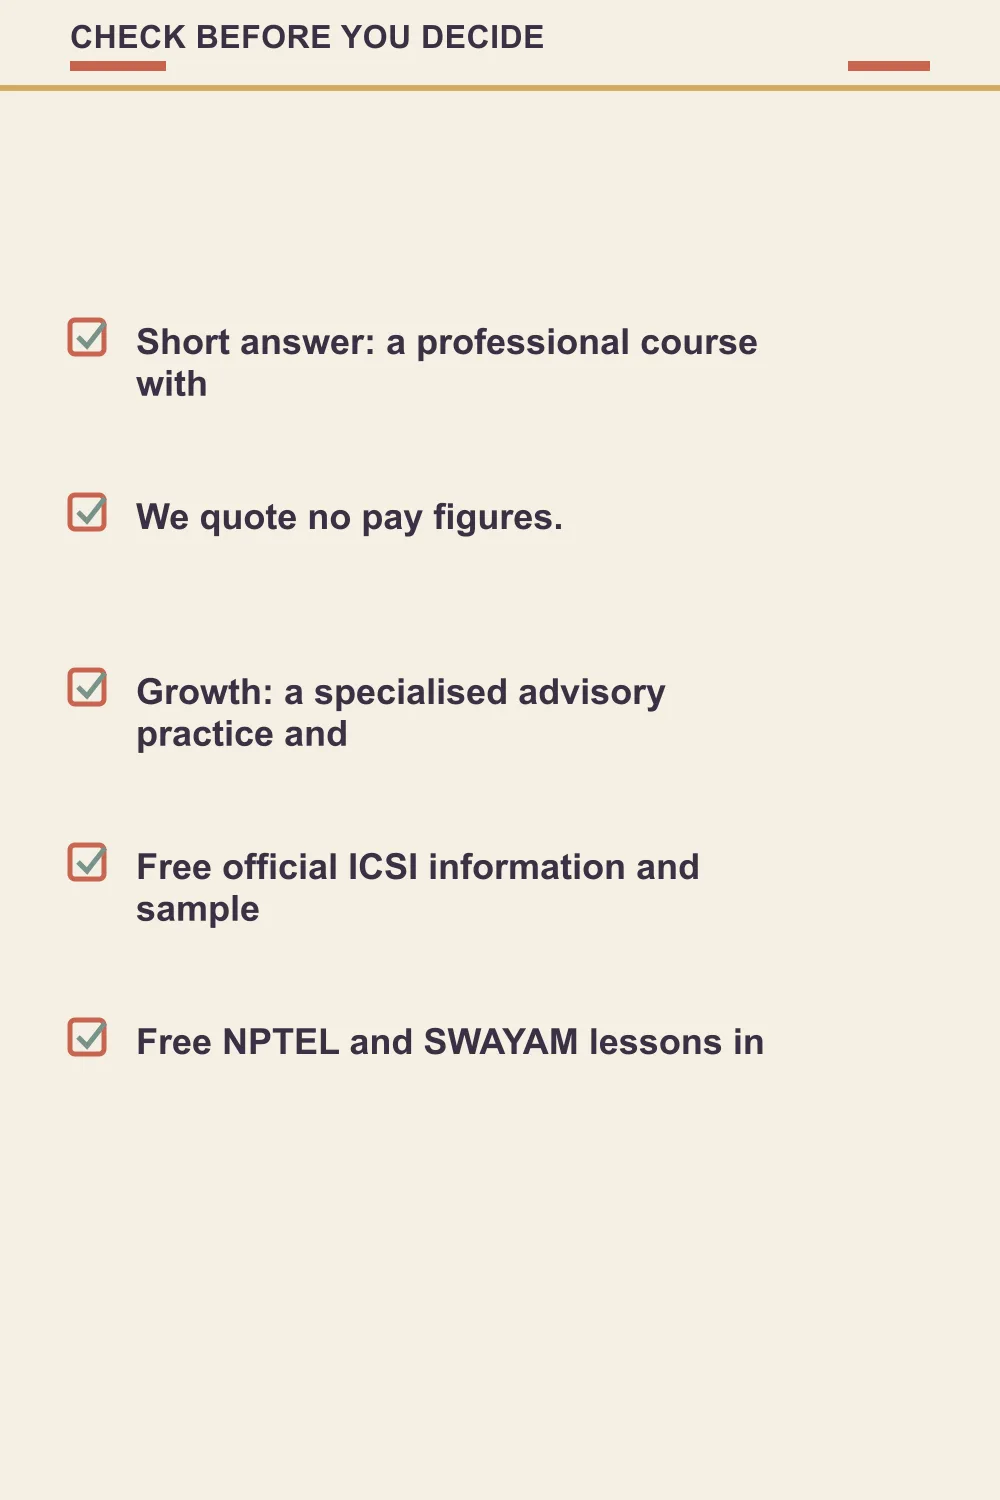 CHECK BEFORE YOU DECIDE
Short answer: a professional course
with
We quote no pay figures.
Growth: a specialised advisory
practice and
Free official ICSI information and
sample
Free NPTEL and SWAYAM lessons in